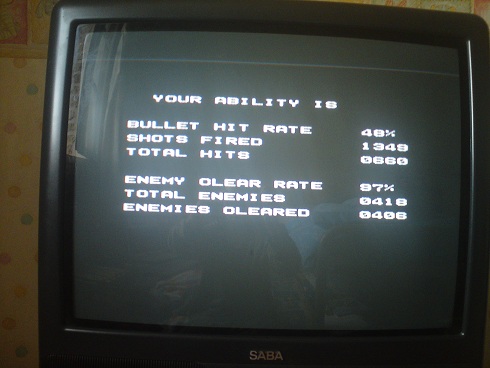 YOUR ABILITY IS
BULLET HIT RATE 48%
SHOTS FIRED 1349
TOTAL HITS 0660
ENEMY CLEAR RATE 97%
TOTAL ENEMIES 0418
ENEMIES CLEARED 0406
SABA